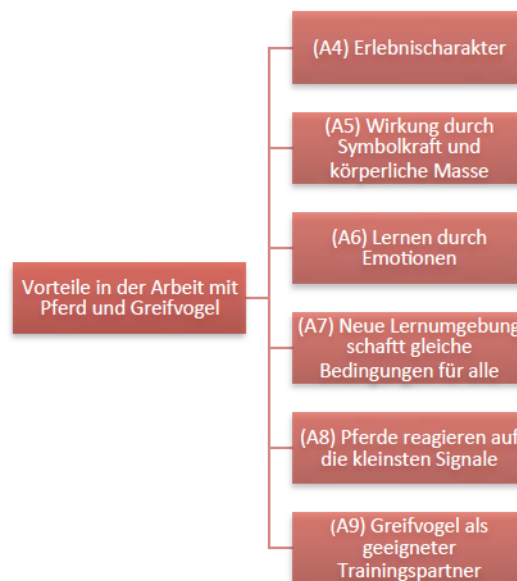 (A4) Erlebnischarakter
(A5) Wirkung durch
Symbolkraft und
körperliche Masse
(A6) Lernen durch
Emotionen
Vorteile in der Arbeit mit
Pferd und Greifvogel
(A7) Neue Lernumgebung
schaftt gleiche
Bedingungen für alle
(A8) Pferde reagieren auf
die kleinsten Signale
(A9) Greifvogel als
geeigneter
Trainingspartner